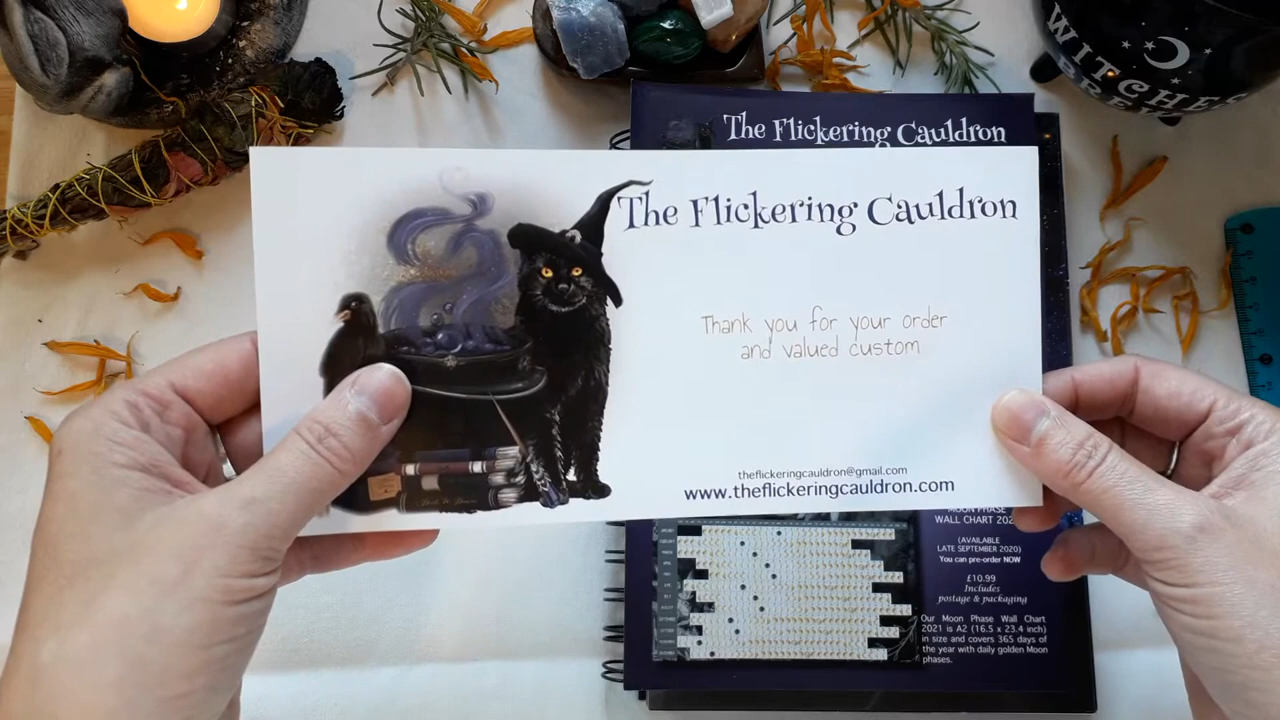 WITCHES
BREW
The Flickering Cauldron
The Flickering Cauldron
Thank you for your order
and valued custom
theflickeringcauldron@gmail.com
www.theflickeringcauldron.com
MOON PHASE
WALL CHART
(AVAILABLE
LATE SEPTEMBER 2020)
You can pre-order NOW
£10.99
Includes
postage & packaging
Our Moon Phase Wall Chart
2021 is A2 (16.5 x 23.4 inch)
in size and covers 365 days of
the year with daily golden Moon
phases.